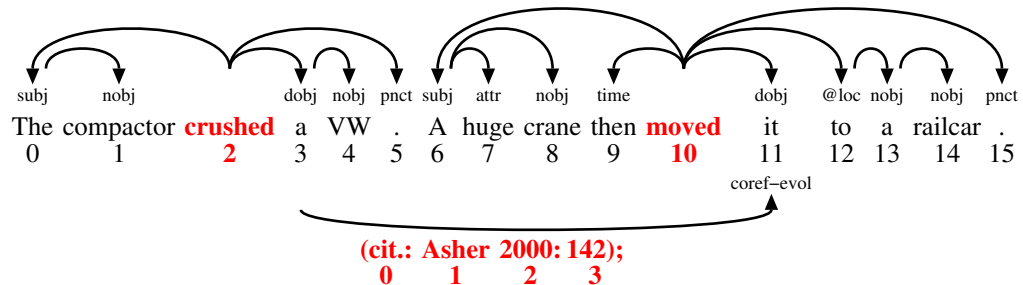 subj nobj dobj nobj pnct subj attr nobj time dobj @loc nobj nobj pnct
The compactor crushed a VW . A huge crane then moved it to a railcar .
0 1 2 3 4 5 6 7 8 9 10 11 12 13 14 15
coref−evol
(cit.: Asher 2000: 142);
0 1 2 3